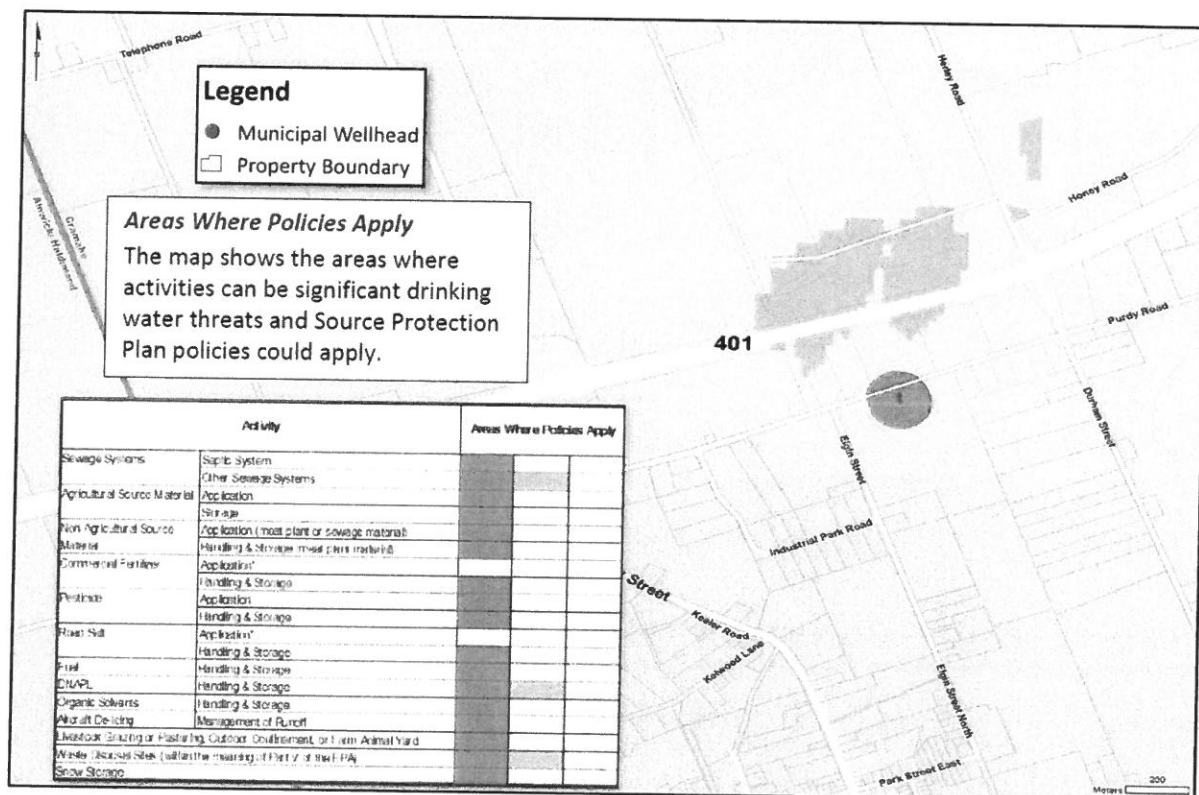 Telephone Road
Legend
Municipal Wellhead
Property Boundary
Areas Where Policies Apply
The map shows the areas where
activities can be significant drinking
water threats and Source Protection
Plan policies could apply.
Cramahe
Alnwick/Haldimand
Herley Road
Honey Road
Purdy Road
401
Elgin Street
Durham Street
Industrial Park Road
Street
Keeler Road
Kelwood Lane
Elgin Street North
Park Street East
Activity
Areas Where Policies Apply
Sewage Systems
Septic System
Other Sewage Systems
Agricultural Source Material
Application
Storage
Non Agricultural Source
Material
Application (meat plant or sewage material)
Handling & Storage (meat plant material)
Commercial Fertilizer
Application*
Handling & Storage
Pesticide
Application
Handling & Storage
Road Salt
Application*
Handling & Storage
Fuel
Handling & Storage
DNAPL
Handling & Storage
Organic Solvents
Handling & Storage
Aircraft De-icing
Management of Runoff
Livestock Grazing or Pasturing, Outdoor Confinement, or Farm Animal Yard
Waste Disposal Sites (within the meaning of Part V of the EPA)
Snow Storage
Meters
200